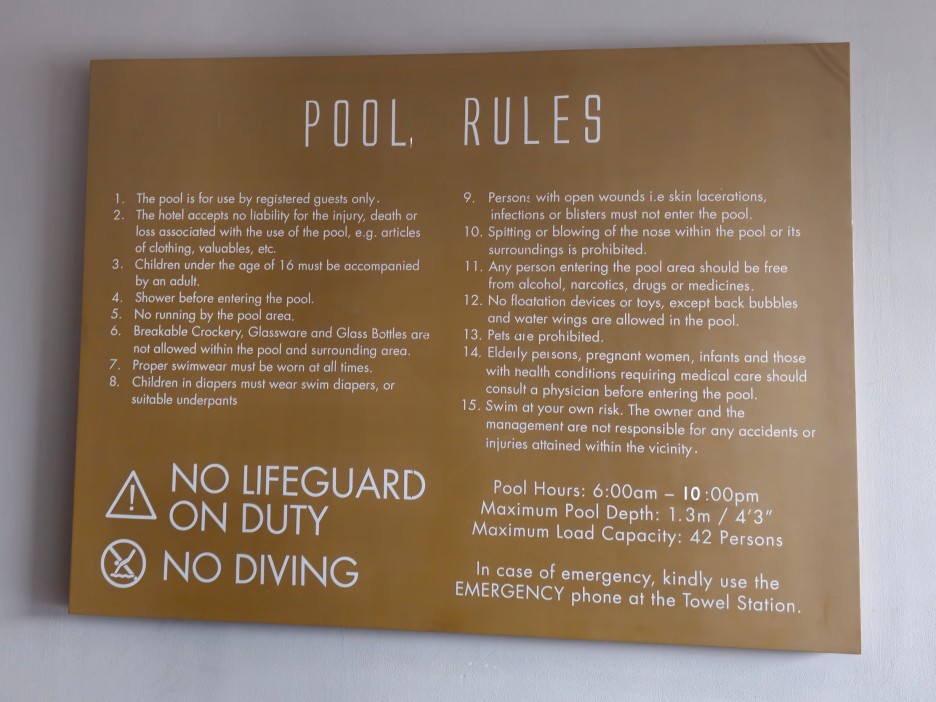 POOL RULES
1. The pool is for use by registered guests only.
2. The hotel accepts no liability for the injury, death or
loss associated with the use of the pool, e.g. articles
of clothing, valuables, etc.
3. Children under the age of 16 must be accompanied
by an adult.
4. Shower before entering the pool.
5. No running by the pool area.
6. Breakable Crockery, Glassware and Glass Bottles are
not allowed within the pool and surrounding area.
7. Proper swimwear must be worn at all times.
8. Children in diapers must wear swim diapers, or
suitable underpants
NO LIFEGUARD
ON DUTY
NO DIVING
9. Persons with open wounds i.e skin lacerations,
infections or blisters must not enter the pool.
10. Spitting or blowing of the nose within the pool or its
surroundings is prohibited.
11. Any person entering the pool area should be free
from alcohol, narcotics, drugs or medicines.
12. No floatation devices or toys, except back bubbles
and water wings are allowed in the pool.
13. Pets are prohibited.
14. Elderly persons, pregnant women, infants and those
with health conditions requiring medical care should
consult a physician before entering the pool.
15. Swim at your own risk. The owner and the
management are not responsible for any accidents or
injuries attained within the vicinity.
Pool Hours: 6:00am – 10:00pm
Maximum Pool Depth: 1.3m / 4'3"
Maximum Load Capacity: 42 Persons
In case of emergency, kindly use the
EMERGENCY phone at the Towel Station.